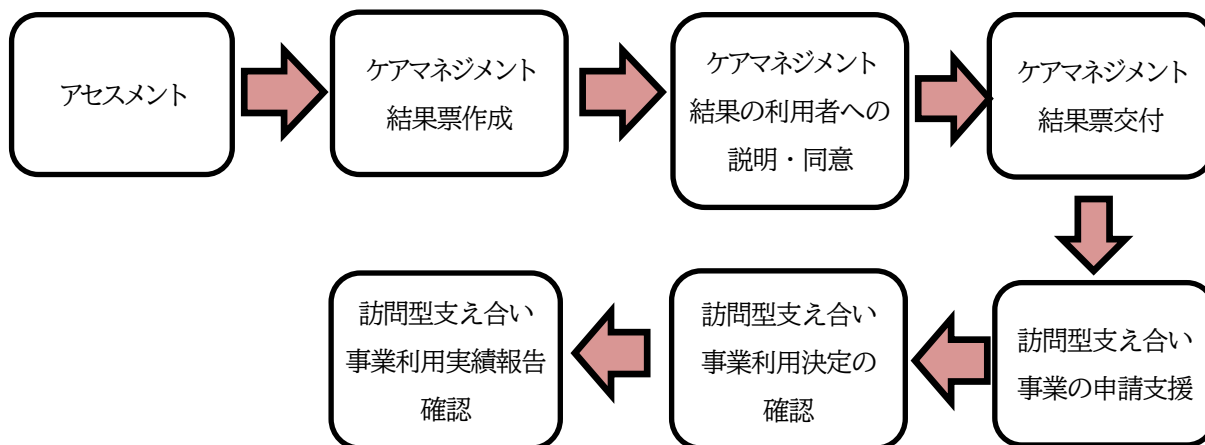 アセスメント
ケアマネジメント
結果票作成
ケアマネジメント
結果の利用者への
説明・同意
ケアマネジメント
結果票交付
訪問型支え合い
事業の申請支援
訪問型支え合い
事業利用決定の
確認
訪問型支え合い
事業利用実績報告
確認